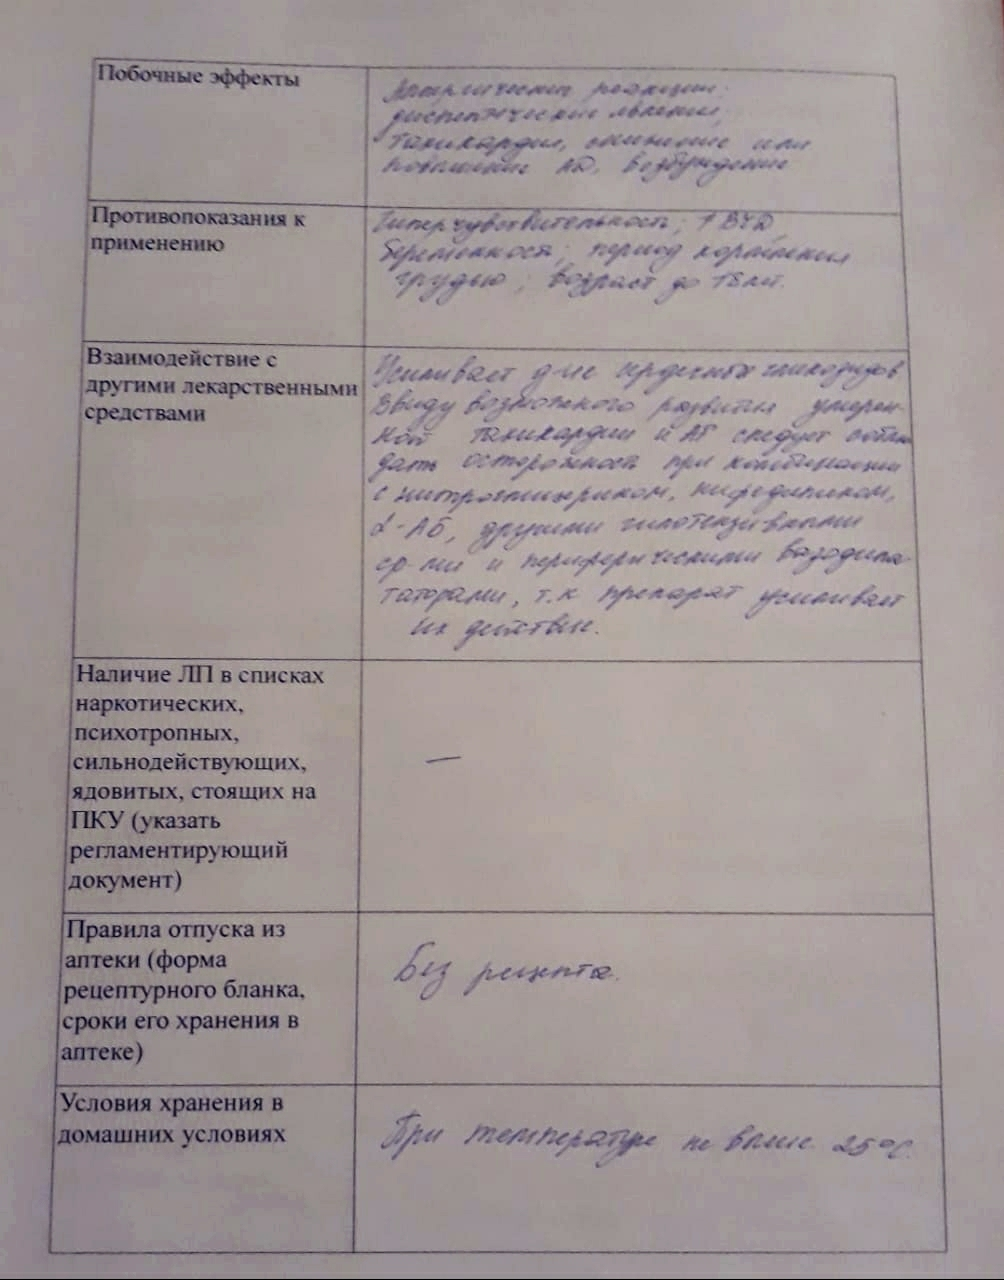 Побочные эффекты
Аллергические реакции;
диспептические явления,
тахикардия, снижение или
повышение АД, возбуждение
Противопоказания к
применению
Гиперчувствительность; ↑ ВЧД
беременность; период кормления
грудью; возраст до 18 лет.
Взаимодействие с
другими лекарственными
средствами
Усиливает д-ие сердечных гликозидов
Ввиду возможного развития умерен-
ной тахикардии и АГ следует соблю
дать осторожность при комбинации
с нитроглицерином, нифедипином,
α-АБ, другими гипотензивными
ср-ми и периферическими вазодила
таторами, т.к препарат усиливает
их действие.
Наличие ЛП в списках
наркотических,
психотропных,
сильнодействующих,
ядовитых, стоящих на
ПКУ (указать
регламентирующий
документ)
—
Правила отпуска из
аптеки (форма
рецептурного бланка,
сроки его хранения в
аптеке)
Без рецепта.
Условия хранения в
домашних условиях
При температуре не выше 25°C.